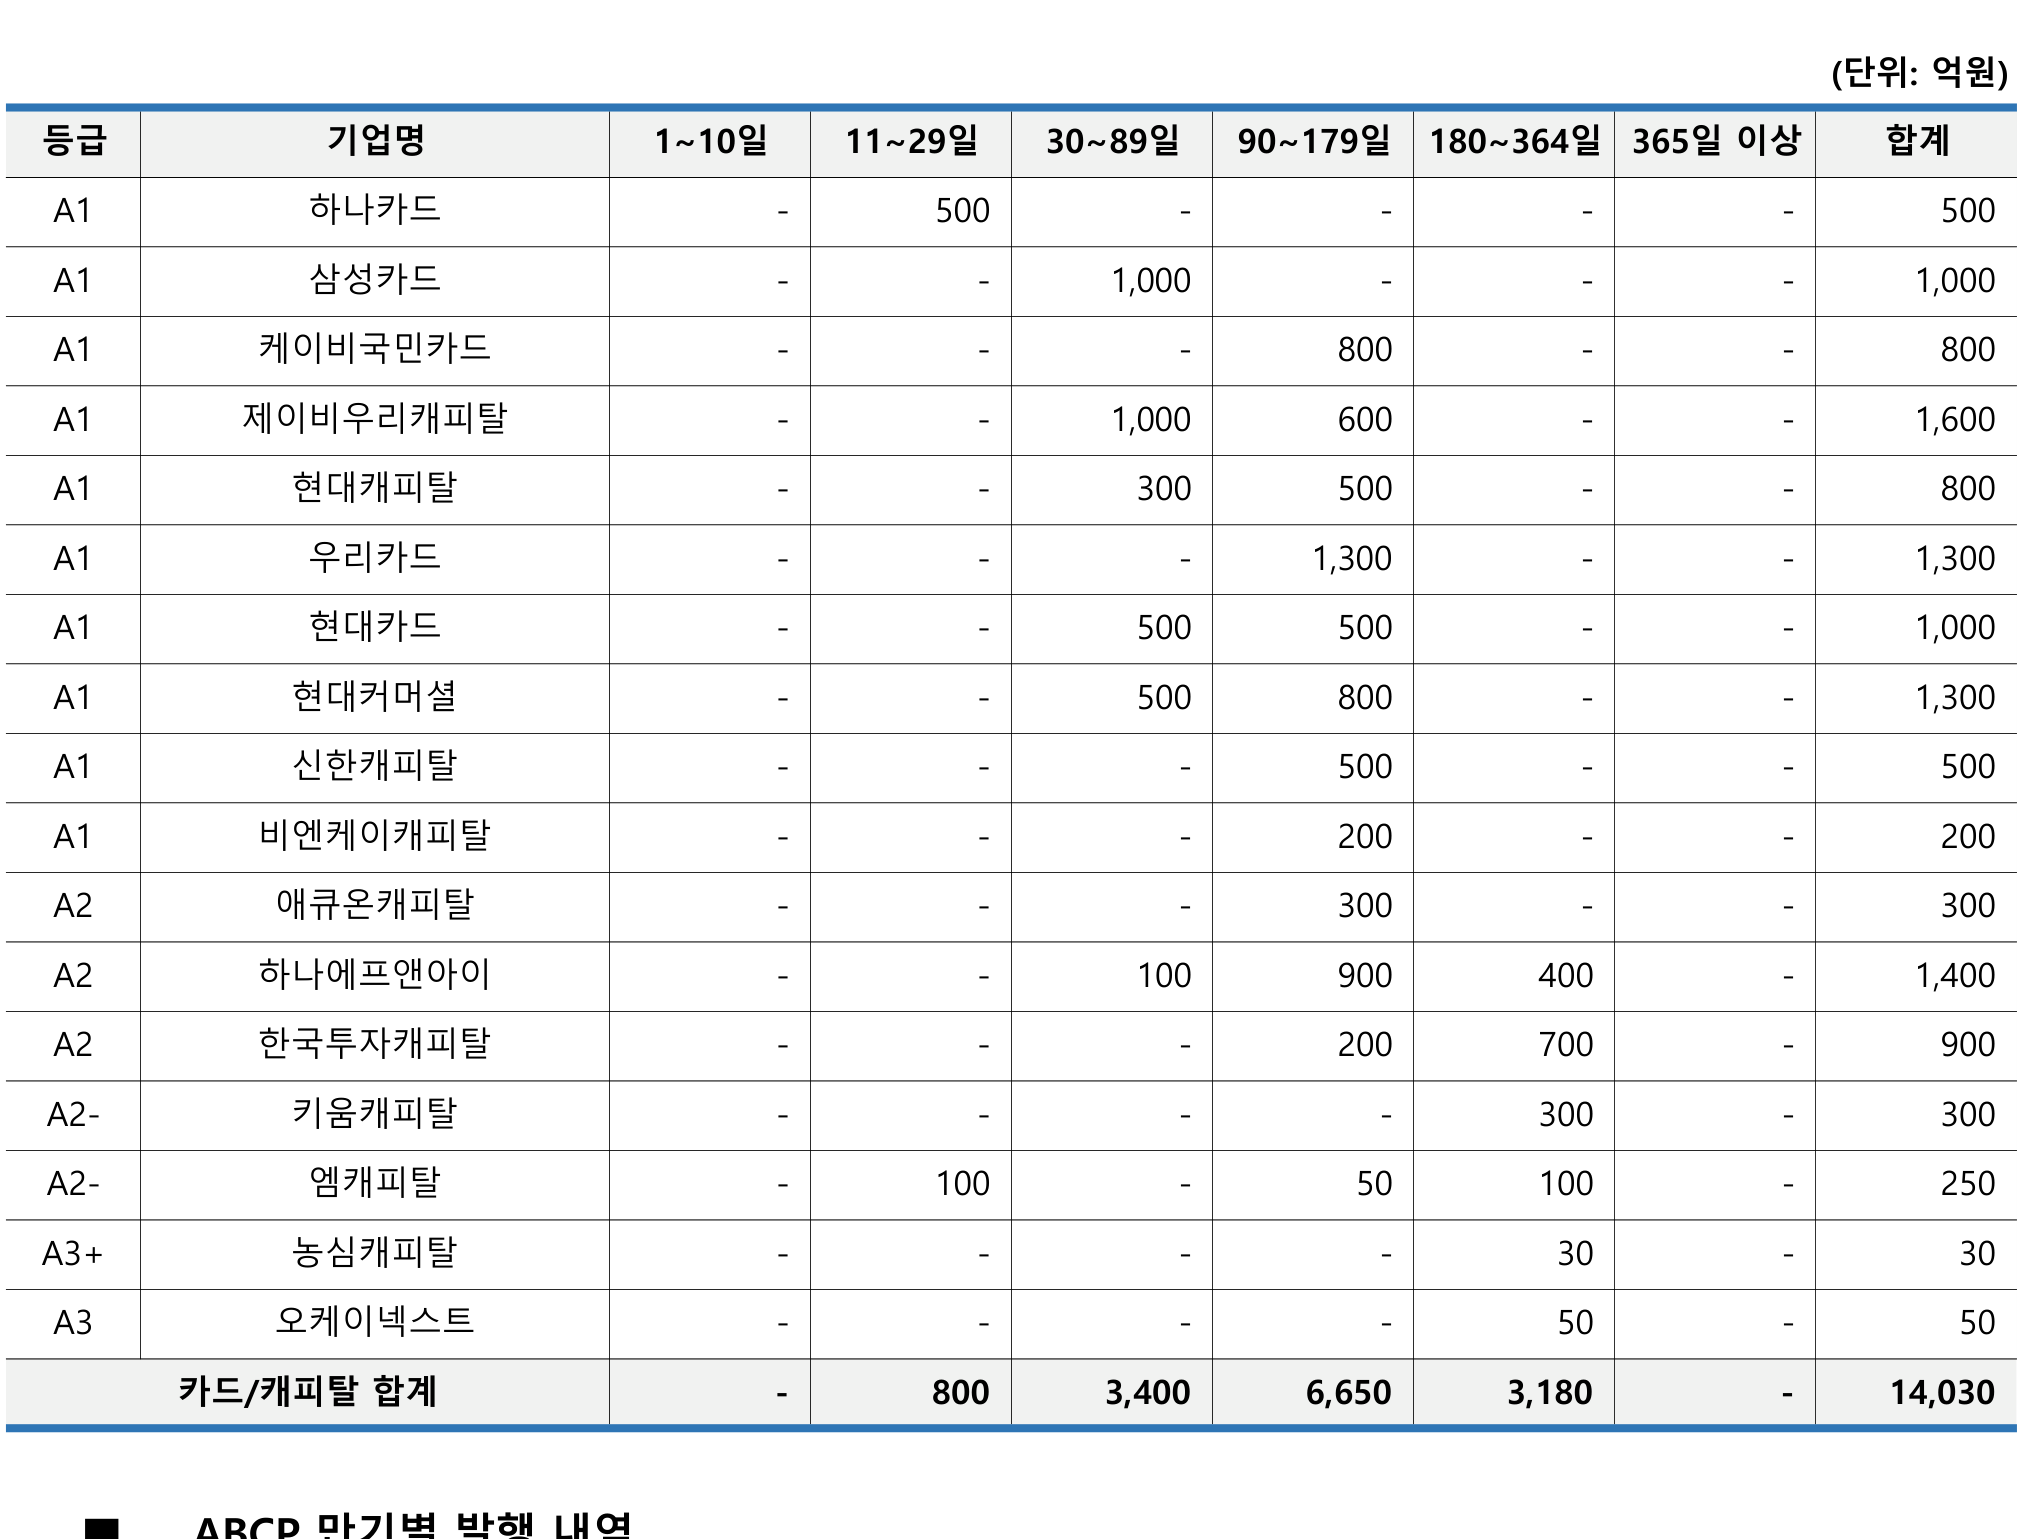 (단위: 억원)
등급 기업명 1~10일 11~29일 30~89일 90~179일 180~364일 365일 이상 합계
A1 하나카드 - 500 - - - - 500
A1 삼성카드 - - 1,000 - - - 1,000
A1 케이비국민카드 - - - 800 - - 800
A1 제이비우리캐피탈 - - 1,000 600 - - 1,600
A1 현대캐피탈 - - 300 500 - - 800
A1 우리카드 - - - 1,300 - - 1,300
A1 현대카드 - - 500 500 - - 1,000
A1 현대커머셜 - - 500 800 - - 1,300
A1 신한캐피탈 - - - 500 - - 500
A1 비엔케이캐피탈 - - - 200 - - 200
A2 애큐온캐피탈 - - - 300 - - 300
A2 하나에프앤아이 - - 100 900 400 - 1,400
A2 한국투자캐피탈 - - - 200 700 - 900
A2- 키움캐피탈 - - - - 300 - 300
A2- 엠캐피탈 - 100 - 50 100 - 250
A3+ 농심캐피탈 - - - - 30 - 30
A3 오케이넥스트 - - - - 50 - 50
카드/캐피탈 합계 - 800 3,400 6,650 3,180 - 14,030
■ ABCP 만기별 발행 내역